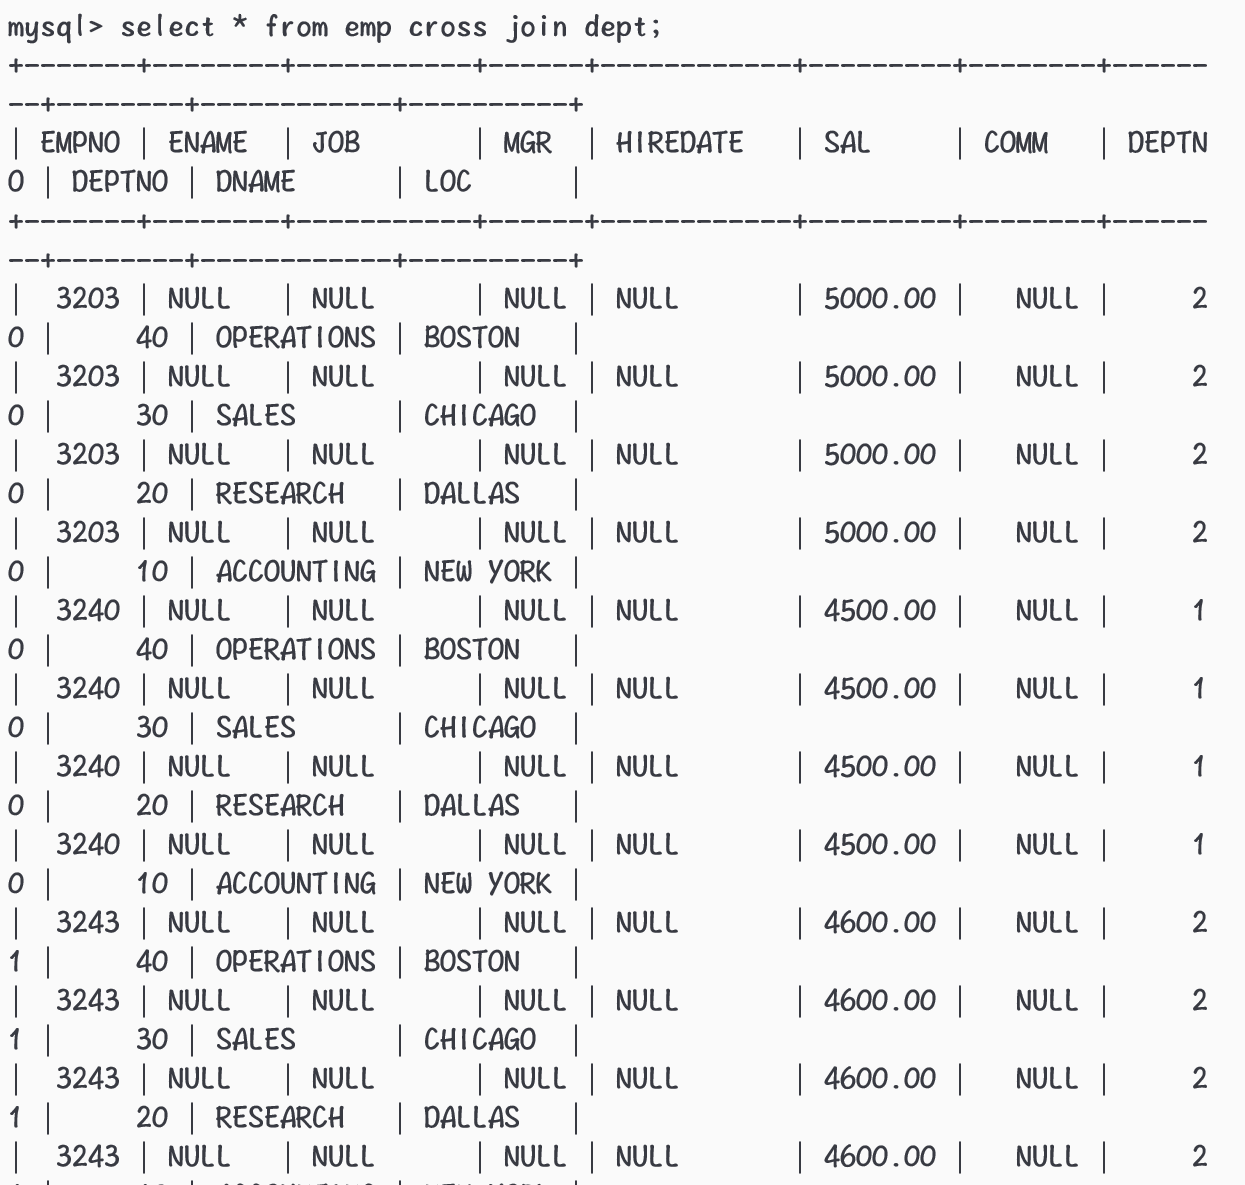 mysql> select * from emp cross join dept;
+-------+--------+-----------+------+------------+---------+--------+------
--+--------+------------+----------+
| EMPNO | ENAME  | JOB       | MGR  | HIREDATE   | SAL     | COMM   | DEPTN
O | DEPTNO | DNAME      | LOC      |
+-------+--------+-----------+------+------------+---------+--------+------
--+--------+------------+----------+
|  3203 | NULL   | NULL      | NULL | NULL       | 5000.00 |   NULL |     2
0 |     40 | OPERATIONS | BOSTON   |
|  3203 | NULL   | NULL      | NULL | NULL       | 5000.00 |   NULL |     2
0 |     30 | SALES      | CHICAGO  |
|  3203 | NULL   | NULL      | NULL | NULL       | 5000.00 |   NULL |     2
0 |     20 | RESEARCH   | DALLAS   |
|  3203 | NULL   | NULL      | NULL | NULL       | 5000.00 |   NULL |     2
0 |     10 | ACCOUNTING | NEW YORK |
|  3240 | NULL   | NULL      | NULL | NULL       | 4500.00 |   NULL |     1
0 |     40 | OPERATIONS | BOSTON   |
|  3240 | NULL   | NULL      | NULL | NULL       | 4500.00 |   NULL |     1
0 |     30 | SALES      | CHICAGO  |
|  3240 | NULL   | NULL      | NULL | NULL       | 4500.00 |   NULL |     1
0 |     20 | RESEARCH   | DALLAS   |
|  3240 | NULL   | NULL      | NULL | NULL       | 4500.00 |   NULL |     1
0 |     10 | ACCOUNTING | NEW YORK |
|  3243 | NULL   | NULL      | NULL | NULL       | 4600.00 |   NULL |     2
1 |     40 | OPERATIONS | BOSTON   |
|  3243 | NULL   | NULL      | NULL | NULL       | 4600.00 |   NULL |     2
1 |     30 | SALES      | CHICAGO  |
|  3243 | NULL   | NULL      | NULL | NULL       | 4600.00 |   NULL |     2
1 |     20 | RESEARCH   | DALLAS   |
|  3243 | NULL   | NULL      | NULL | NULL       | 4600.00 |   NULL |     2